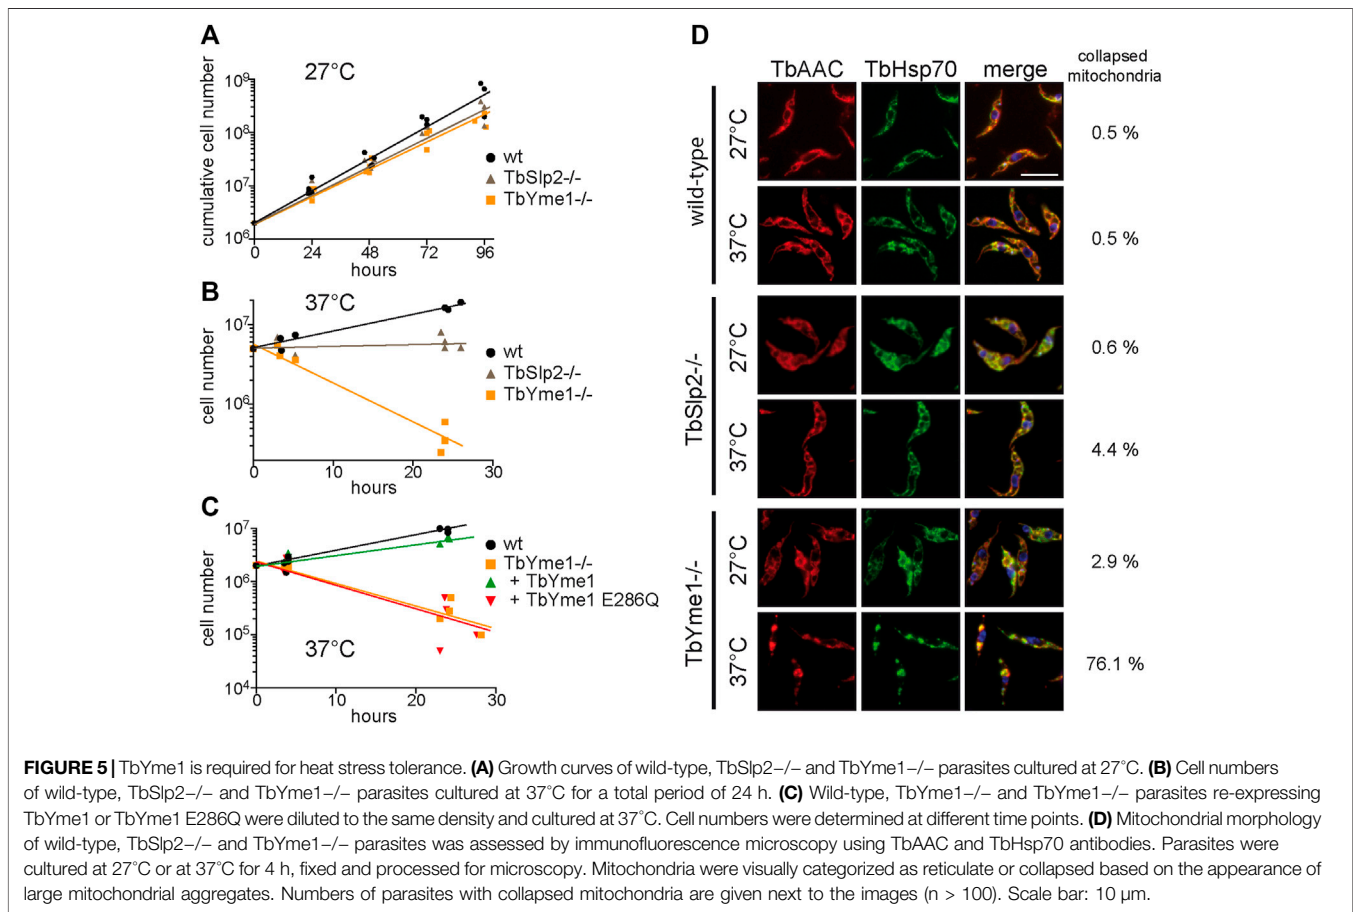 A
27°C
cumulative cell number
10⁹
10⁸
10⁷
10⁶
0 24 48 72 96
hours
wt
TbSlp2-/-
TbYme1-/-
B
37°C
cell number
10⁷
10⁶
0 10 20 30
hours
wt
TbSlp2-/-
TbYme1-/-
C
cell number
10⁷
10⁶
10⁵
10⁴
37°C
0 10 20 30
hours
wt
TbYme1-/-
+ TbYme1
+ TbYme1 E286Q
D
TbAAC TbHsp70 merge
collapsed
mitochondria
wild-type
27°C
0.5 %
37°C
0.5 %
TbSlp2-/-
27°C
0.6 %
37°C
4.4 %
TbYme1-/-
27°C
2.9 %
37°C
76.1 %
FIGURE 5 | TbYme1 is required for heat stress tolerance. (A) Growth curves of wild-type, TbSlp2−/− and TbYme1−/− parasites cultured at 27°C. (B) Cell numbers
of wild-type, TbSlp2−/− and TbYme1−/− parasites cultured at 37°C for a total period of 24 h. (C) Wild-type, TbYme1−/− and TbYme1−/− parasites re-expressing
TbYme1 or TbYme1 E286Q were diluted to the same density and cultured at 37°C. Cell numbers were determined at different time points. (D) Mitochondrial morphology
of wild-type, TbSlp2−/− and TbYme1−/− parasites was assessed by immunofluorescence microscopy using TbAAC and TbHsp70 antibodies. Parasites were
cultured at 27°C or at 37°C for 4 h, fixed and processed for microscopy. Mitochondria were visually categorized as reticulate or collapsed based on the appearance of
large mitochondrial aggregates. Numbers of parasites with collapsed mitochondria are given next to the images (n > 100). Scale bar: 10 μm.